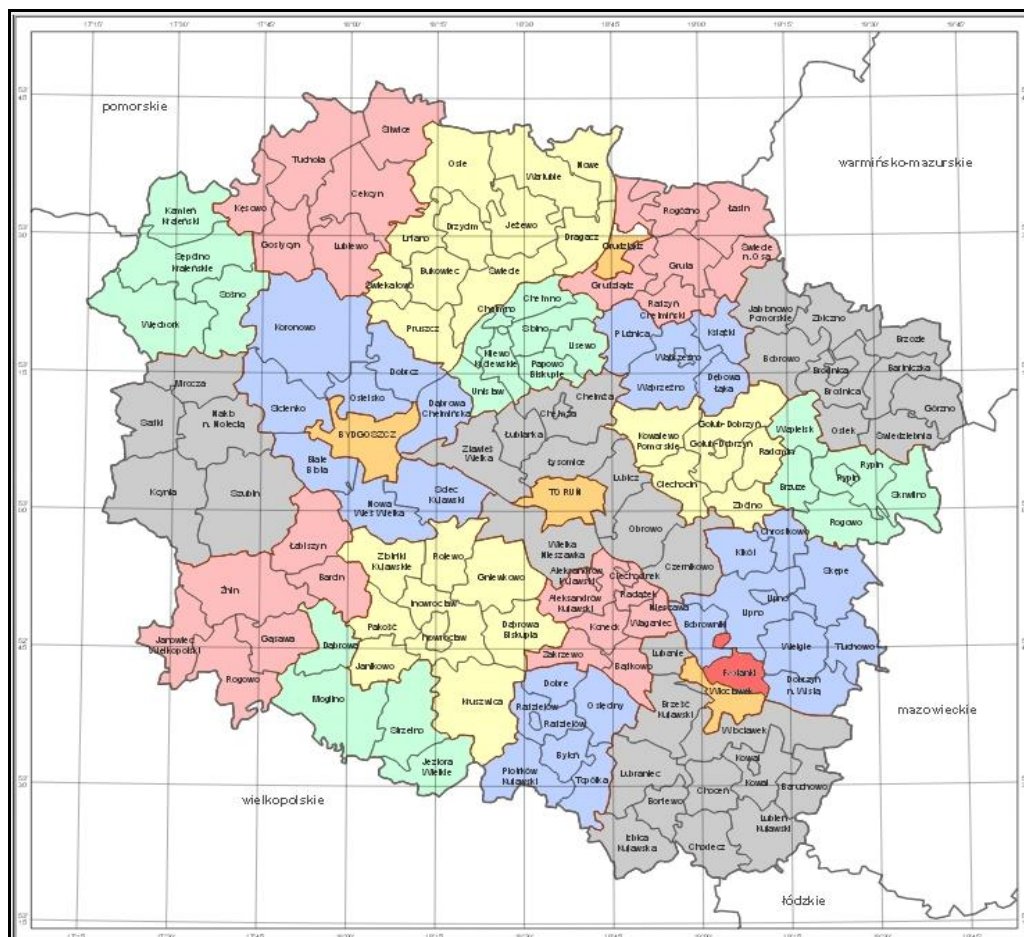 pomorskie
warmińsko-mazurskie
Śliwice
Tuchola
Osie
Nowe
Warlubie
Cekcyn
Kęsowo
Kamień
Kraleński
Rogóźno
Łasin
Drzycim
Jeżewo
Dragacz
Grudziądz
Gostycyn
Lubiewo
Lniano
Świecie
n. Osą
Sępólno
Kraleńskie
Bukowiec
Świecie
Gruta
Świekatowo
Grudziądz
Sośno
Chełmno
Radzyń
Chełmiński
Jabłonowo
Pomorskie
Zbiczno
Chełmno
Więcbork
Koronowo
Pruszcz
Stolno
Płużnica
Książki
Lisewo
Brzozie
Kijewo
Królewskie
Papowo
Biskupie
Wąbrzeźno
Bobrowo
Brodnica
Bartniczka
Dobrcz
Mrocza
Unisław
Wąbrzeźno
Dębowa
Łąka
Brodnica
Sicienko
Osielsko
Dąbrowa
Chełmińska
Chełmża
Chełmża
Górzno
Nakło
n. Notecią
Sadki
Łubianka
Golub-Dobrzyń
Wąpielsk
Osiek
Świedziebnia
BYDGOSZCZ
Zławieś
Wielka
Kowalewo
Pomorskie
Golub-Dobrzyń
Radomin
Białe
Błota
Łysomice
Rypin
Rypin
Lubicz
Ciechocin
Kcynia
Szubin
Solec
Kujawski
TORUŃ
Brzuze
Skrwilno
Nowa
Wieś Wielka
Zbójno
Rogowo
Obrowo
Chrostkowo
Łabiszyn
Wielka
Nieszawka
Złotniki
Kujawskie
Rojewo
Kikół
Skępe
Czernikowo
Gniewkowo
Aleksandrów
Kujawski
Ciechocinek
Barcin
Żnin
Aleksandrów
Kujawski
Raciążek
Nieszawa
Lipno
Inowrocław
Lipno
Bobrowniki
Pakość
Dąbrowa
Biskupia
Koneck
Waganiec
Janowiec
Wielkopolski
Gąsawa
Dąbrowa
Inowrocław
Zakrzewo
Lubanie
Wielgie
Tłuchowo
Janikowo
Bądkowo
Fabianki
Rogowo
Mogilno
Dobre
Włocławek
Dobrzyń
n. Wisłą
Kruszwica
Radziejów
Osięciny
Brześć
Kujawski
mazowieckie
Strzelno
Radziejów
Włocławek
Jeziora
Wielkie
Bytoń
Kowal
Piotrków
Kujawski
Topólka
Lubraniec
Kowal
Baruchowo
wielkopolskie
Choceń
Boniewo
Lubień
Kujawski
Izbica
Kujawska
Chodecz
łódzkie